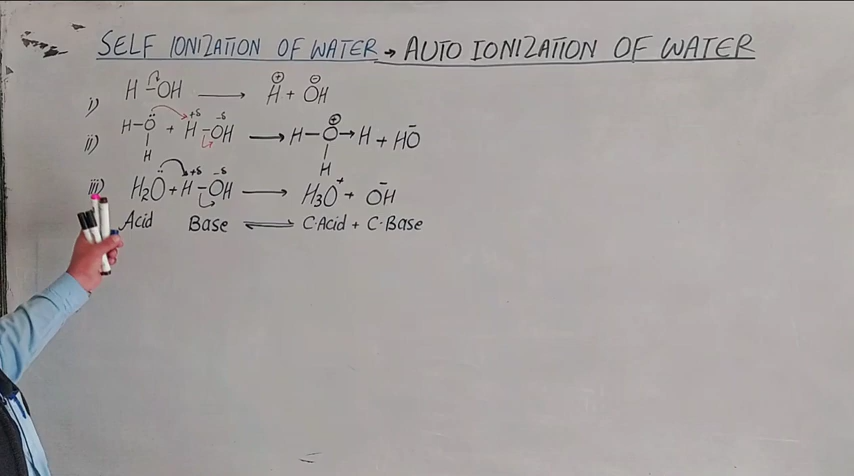 SELF IONIZATION OF WATER → AUTO IONIZATION OF WATER
i) H–OH ⟶ H⊕ + OH⊖
ii) H–Ö + H–OH ⟶ H–O⊕→H + HO⁻
+δ -δ
H H
iii) H₂Ö + H–OH ⟶ H₃O⁺ + OH⁻
+δ -δ
Acid Base ⇌ C·Acid + C·Base